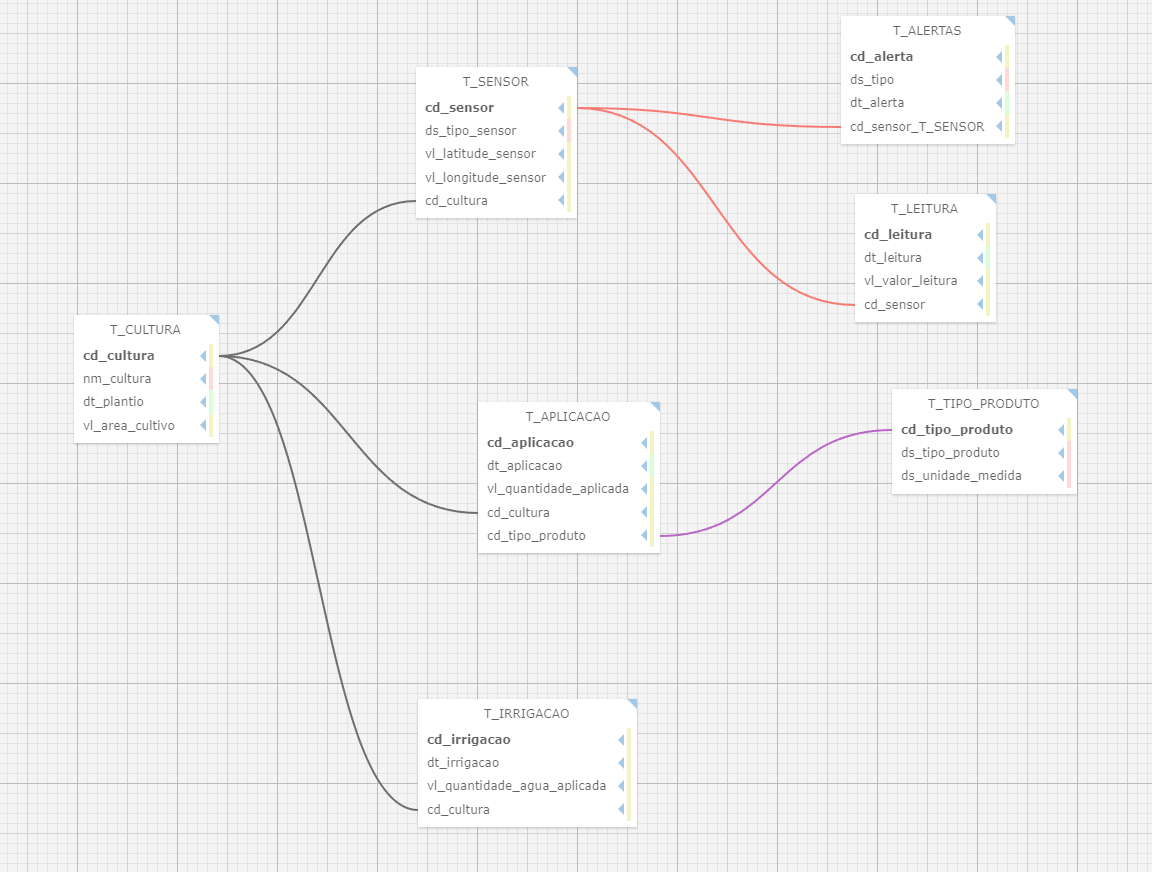 T_ALERTAS
cd_alerta
ds_tipo
dt_alerta
cd_sensor_T_SENSOR
T_SENSOR
cd_sensor
ds_tipo_sensor
vl_latitude_sensor
vl_longitude_sensor
cd_cultura
T_LEITURA
cd_leitura
dt_leitura
vl_valor_leitura
cd_sensor
T_CULTURA
cd_cultura
nm_cultura
dt_plantio
vl_area_cultivo
T_APLICACAO
cd_aplicacao
dt_aplicacao
vl_quantidade_aplicada
cd_cultura
cd_tipo_produto
T_TIPO_PRODUTO
cd_tipo_produto
ds_tipo_produto
ds_unidade_medida
T_IRRIGACAO
cd_irrigacao
dt_irrigacao
vl_quantidade_agua_aplicada
cd_cultura